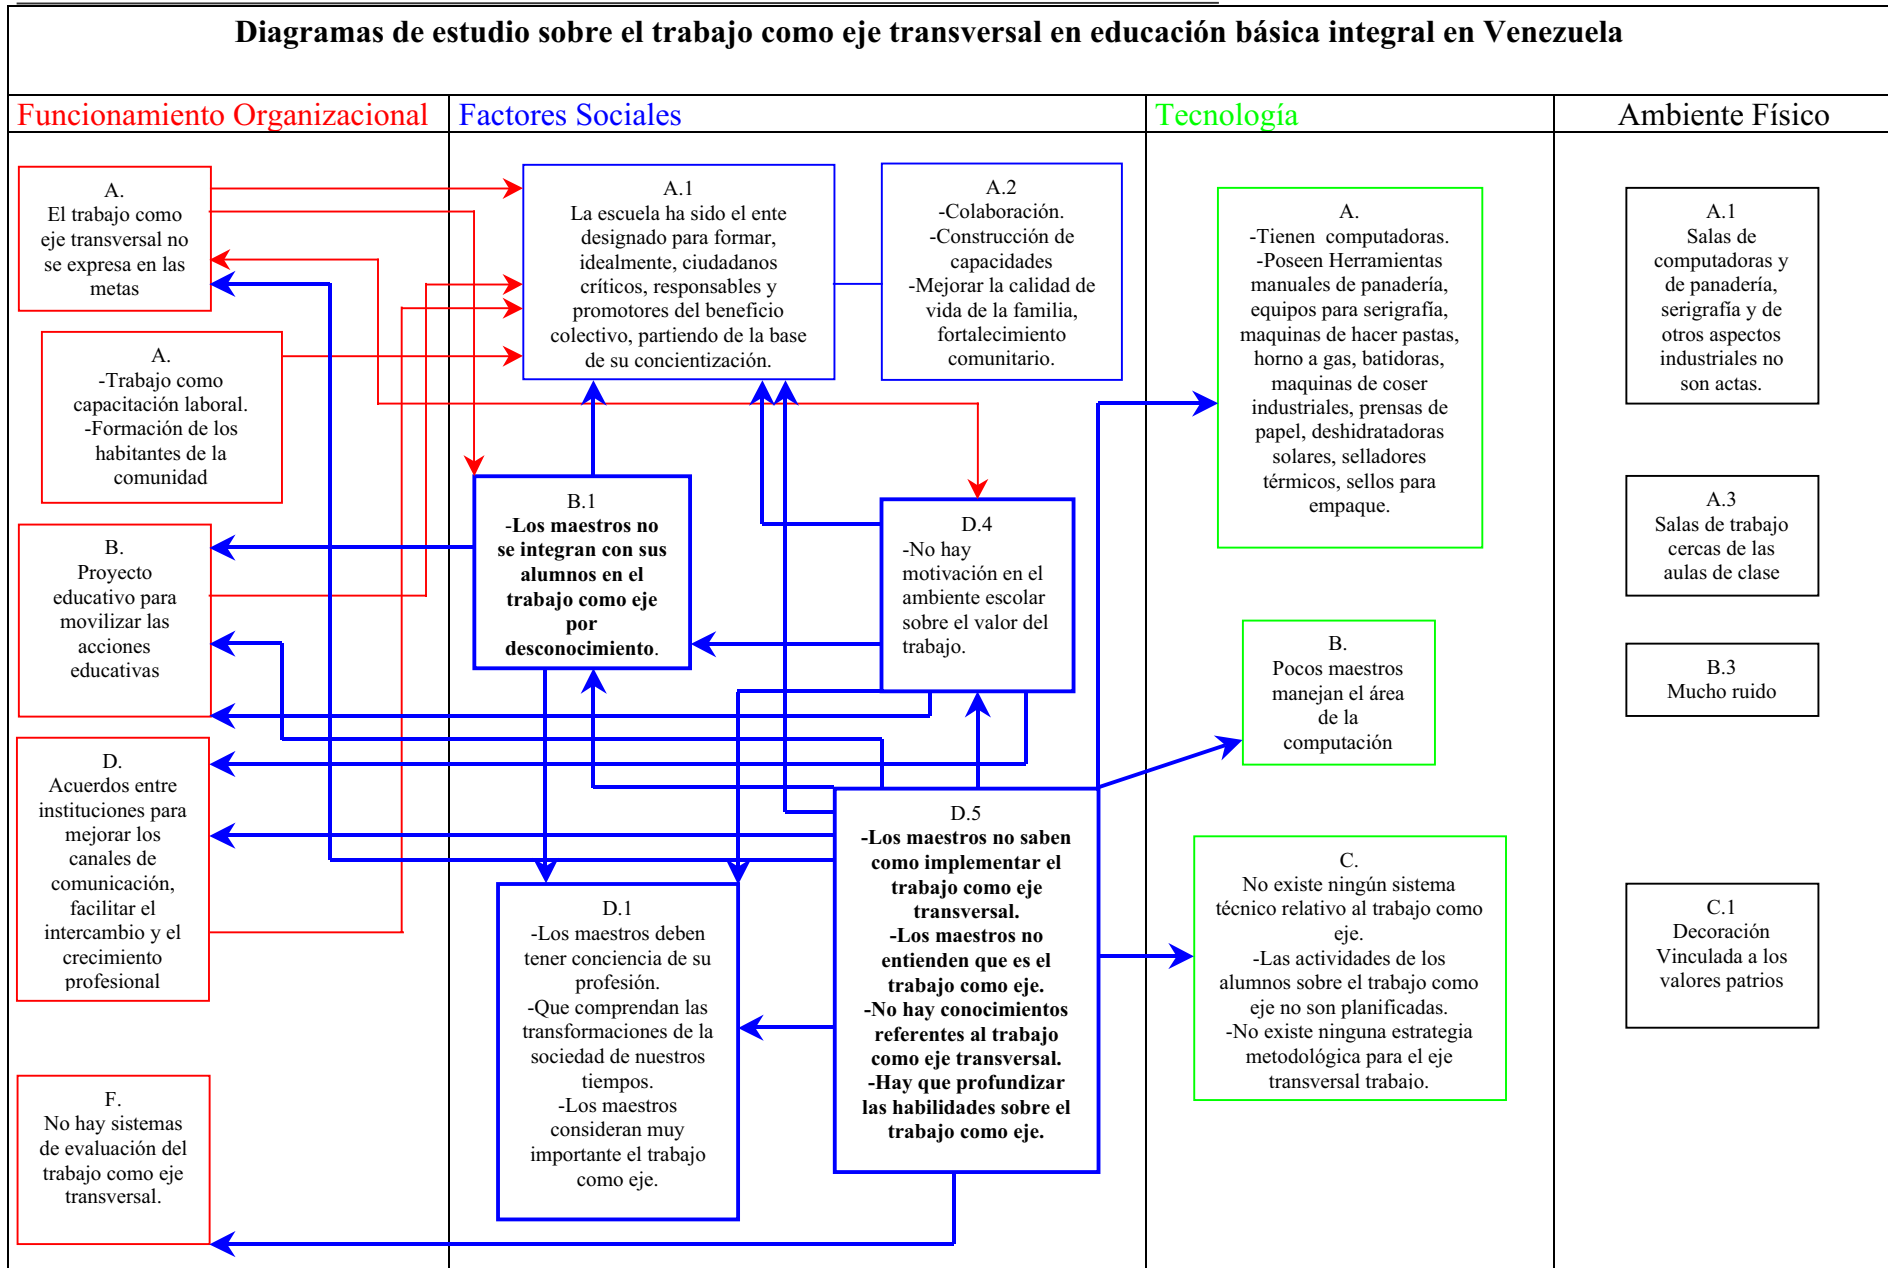 Diagramas de estudio sobre el trabajo como eje transversal en educación básica integral en Venezuela
Funcionamiento Organizacional
Factores Sociales
Tecnología
Ambiente Físico
A.
El trabajo como
eje transversal no
se expresa en las
metas
A.
-Trabajo como
capacitación laboral.
-Formación de los
habitantes de la
comunidad
B.
Proyecto
educativo para
movilizar las
acciones
educativas
D.
Acuerdos entre
instituciones para
mejorar los
canales de
comunicación,
facilitar el
intercambio y el
crecimiento
profesional
F.
No hay sistemas
de evaluación del
trabajo como eje
transversal.
A.1
La escuela ha sido el ente
designado para formar,
idealmente, ciudadanos
críticos, responsables y
promotores del beneficio
colectivo, partiendo de la base
de su concientización.
A.2
-Colaboración.
-Construcción de
capacidades
-Mejorar la calidad de
vida de la familia,
fortalecimiento
comunitario.
B.1
-Los maestros no
se integran con sus
alumnos en el
trabajo como eje
por
desconocimiento.
D.4
-No hay
motivación en el
ambiente escolar
sobre el valor del
trabajo.
D.1
-Los maestros deben
tener conciencia de su
profesión.
-Que comprendan las
transformaciones de la
sociedad de nuestros
tiempos.
-Los maestros
consideran muy
importante el trabajo
como eje.
D.5
-Los maestros no saben
como implementar el
trabajo como eje
transversal.
-Los maestros no
entienden que es el
trabajo como eje.
-No hay conocimientos
referentes al trabajo
como eje transversal.
-Hay que profundizar
las habilidades sobre el
trabajo como eje.
A.
-Tienen computadoras.
-Poseen Herramientas
manuales de panadería,
equipos para serigrafía,
maquinas de hacer pastas,
horno a gas, batidoras,
maquinas de coser
industriales, prensas de
papel, deshidratadoras
solares, selladores
térmicos, sellos para
empaque.
B.
Pocos maestros
manejan el área
de la
computación
C.
No existe ningún sistema
técnico relativo al trabajo como
eje.
-Las actividades de los
alumnos sobre el trabajo como
eje no son planificadas.
-No existe ninguna estrategia
metodológica para el eje
transversal trabajo.
A.1
Salas de
computadoras y
de panadería,
serigrafía y de
otros aspectos
industriales no
son actas.
A.3
Salas de trabajo
cercas de las
aulas de clase
B.3
Mucho ruido
C.1
Decoración
Vinculada a los
valores patrios